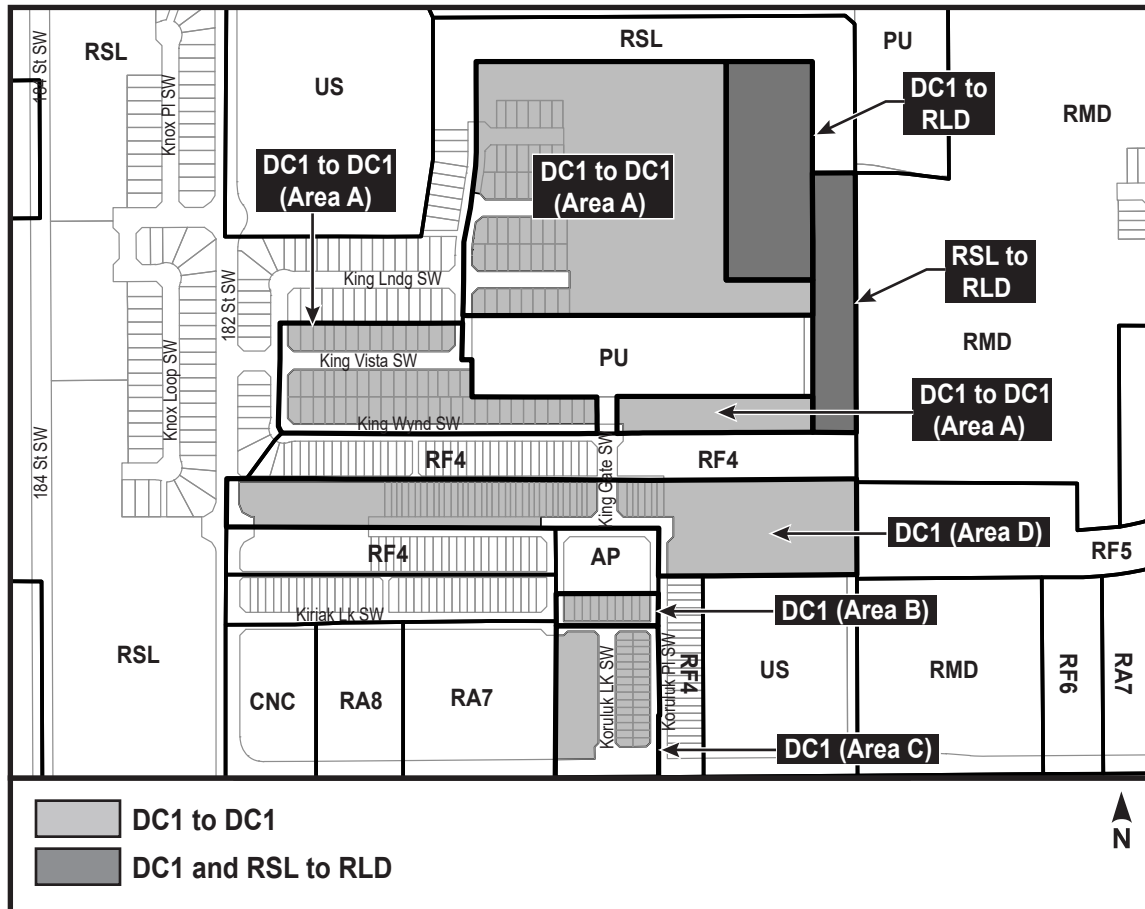 RSL
US
RSL
PU
RMD
184 St SW
Knox Pl SW
DC1 to
RLD
DC1 to DC1
(Area A)
DC1 to DC1
(Area A)
RSL to
RLD
King Lndg SW
182 St SW
Knox Loop SW
King Vista SW
PU
RMD
DC1 to DC1
(Area A)
King Wynd SW
RF4
RF4
King Gate SW
184 St SW
DC1 (Area D)
RF4
AP
RF5
Kiriak Lk SW
DC1 (Area B)
RSL
CNC
RA8
RA7
Koruluk LK SW
Koruluk Pl SW
RF4
US
RMD
RF6
RA7
DC1 (Area C)
DC1 to DC1
DC1 and RSL to RLD
N